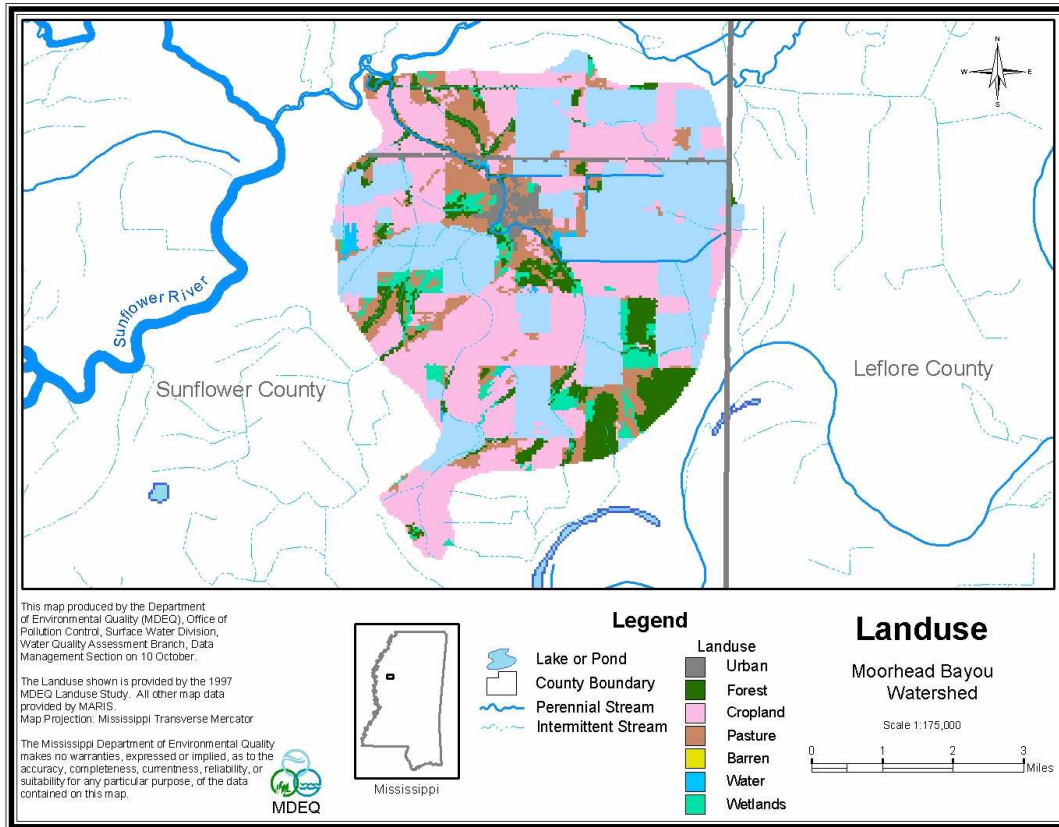 N
W E
S
Sunflower River
Sunflower County
Leflore County
This map produced by the Department
of Environmental Quality (MDEQ), Office of
Pollution Control, Surface Water Division,
Water Quality Assessment Branch, Data
Management Section on 10 October.
The Landuse shown is provided by the 1997
MDEQ Landuse Study. All other map data
provided by MARIS.
Map Projection: Mississippi Transverse Mercator
The Mississippi Department of Environmental Quality
makes no warranties, expressed or implied, as to the
accuracy, completeness, currentness, reliability, or
suitability for any particular purpose, of the data
contained on this map.
MDEQ
Mississippi
Legend
Lake or Pond
County Boundary
Perennial Stream
Intermittent Stream
Landuse
Urban
Forest
Cropland
Pasture
Barren
Water
Wetlands
Landuse
Moorhead Bayou
Watershed
Scale 1:175,000
0 1 2 3
Miles